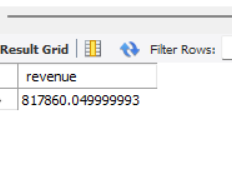 Result Grid Filter Rows:
revenue
817860.049999993